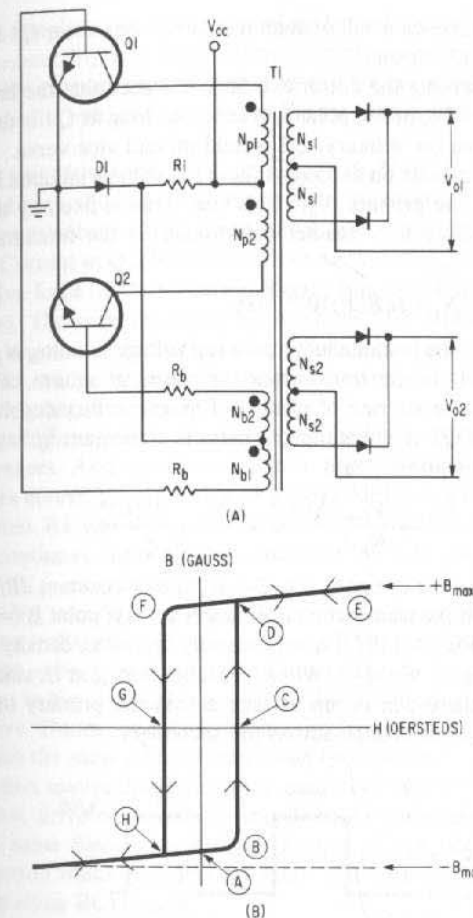 Q1
Vcc
T1
Np1
Ns1
D1
R1
Ns1
Vo1
Np2
Q2
Rb
Nb2
Ns2
Ns2
Vo2
Rb
Nb1
(A)
B (GAUSS)
+Bmax
F
E
D
G
C
H (OERSTEDS)
H
B
A
-Bm
(B)